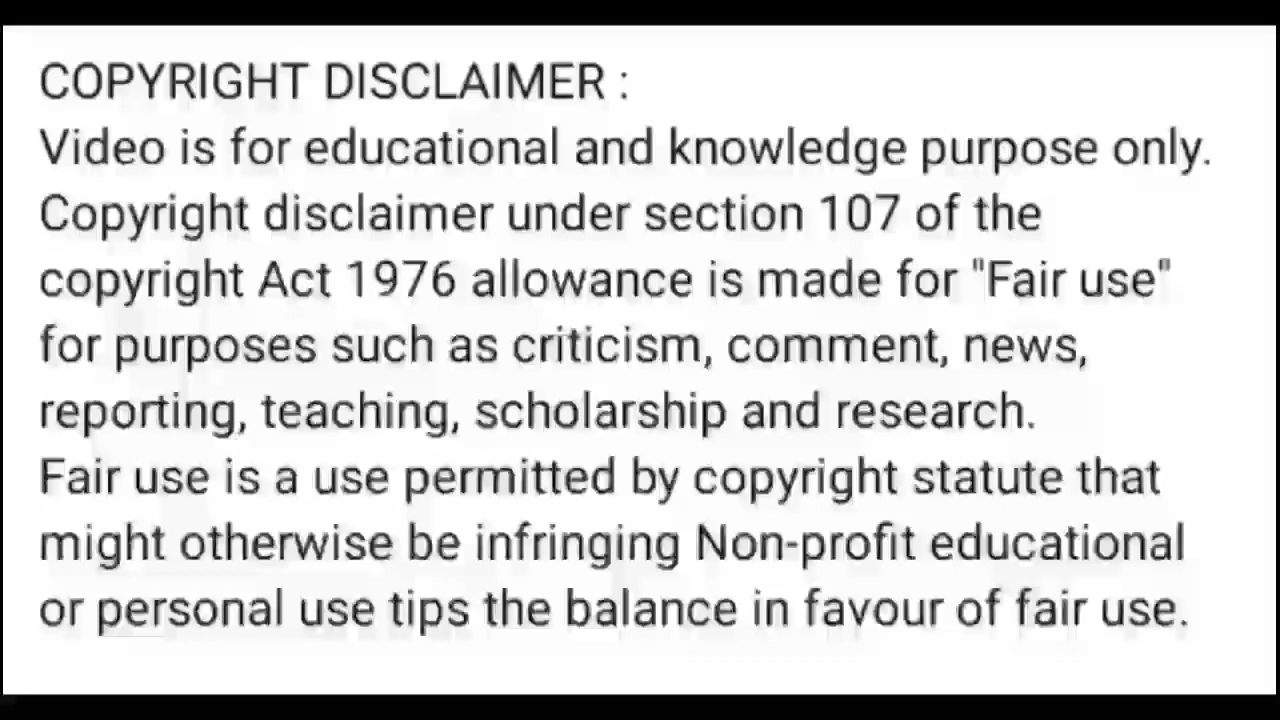 COPYRIGHT DISCLAIMER :
Video is for educational and knowledge purpose only.
Copyright disclaimer under section 107 of the
copyright Act 1976 allowance is made for "Fair use"
for purposes such as criticism, comment, news,
reporting, teaching, scholarship and research.
Fair use is a use permitted by copyright statute that
might otherwise be infringing Non-profit educational
or personal use tips the balance in favour of fair use.